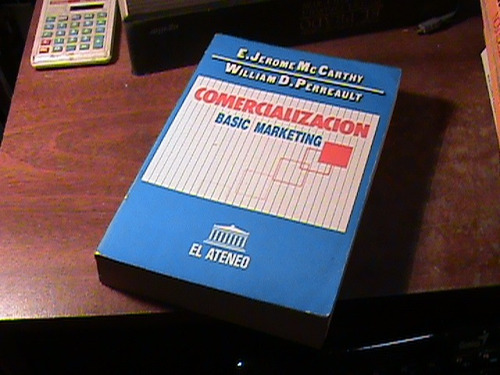 E. JEROME MCCARTHY
WILLIAM D. PERREAULT
COMERCIALIZACION
BASIC MARKETING
EL ATENEO